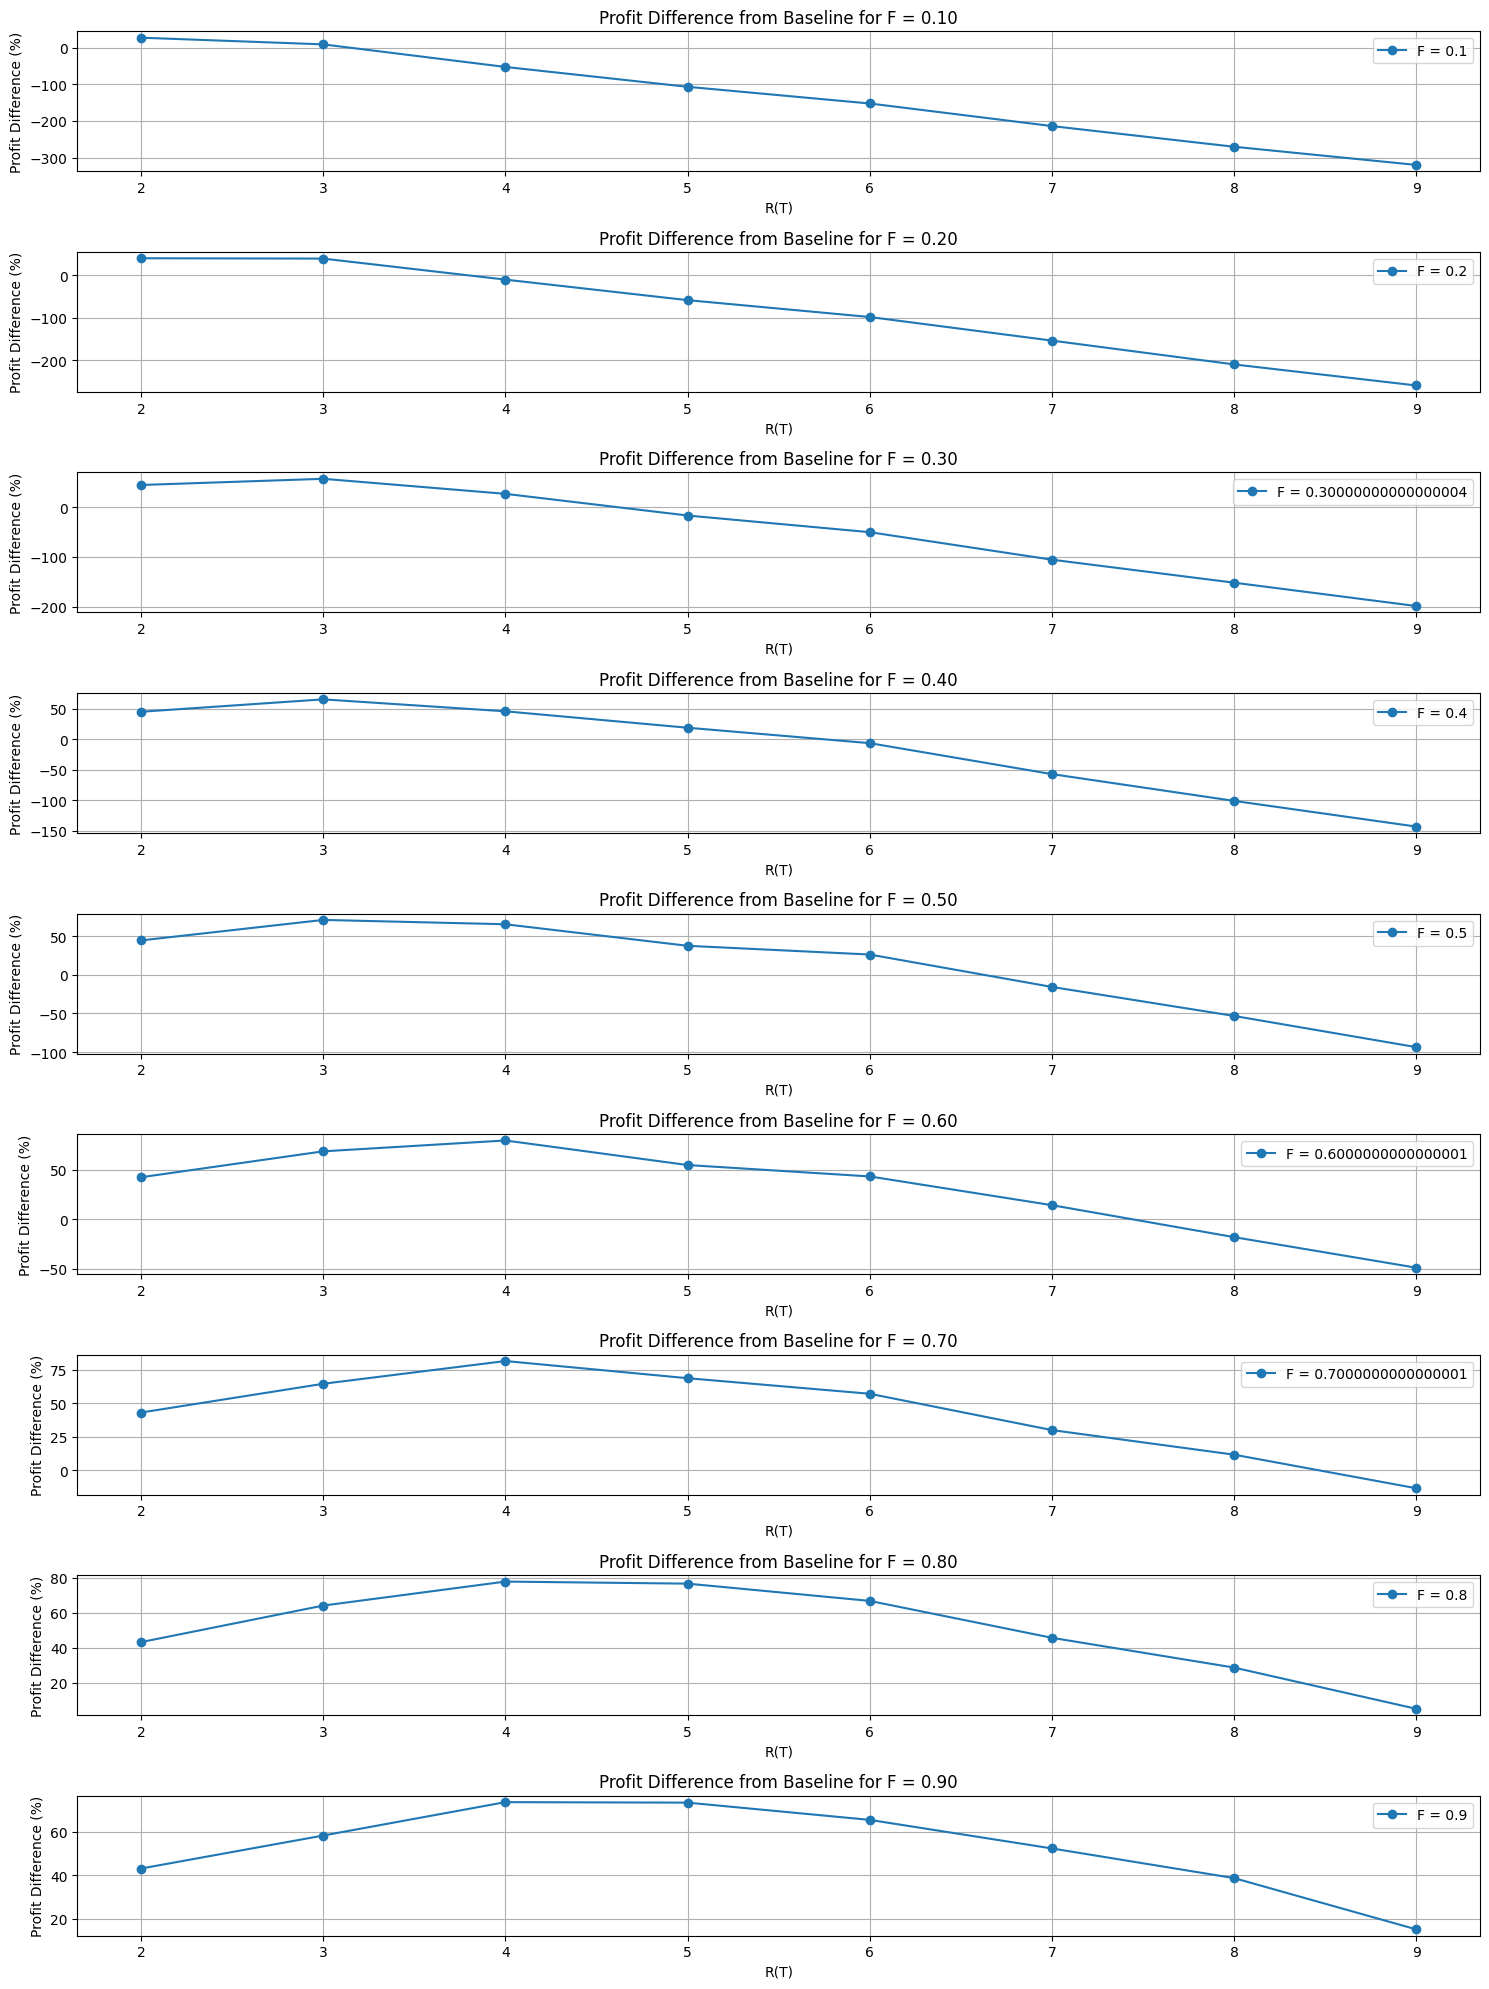 Profit Difference from Baseline for F = 0.10
Profit Difference (%)
0
−100
−200
−300
F = 0.1
2 3 4 5 6 7 8 9
R(T)
Profit Difference from Baseline for F = 0.20
Profit Difference (%)
0
−100
−200
F = 0.2
2 3 4 5 6 7 8 9
R(T)
Profit Difference from Baseline for F = 0.30
Profit Difference (%)
0
−100
−200
F = 0.30000000000000004
2 3 4 5 6 7 8 9
R(T)
Profit Difference from Baseline for F = 0.40
Profit Difference (%)
50
0
−50
−100
−150
F = 0.4
2 3 4 5 6 7 8 9
R(T)
Profit Difference from Baseline for F = 0.50
Profit Difference (%)
50
0
−50
−100
F = 0.5
2 3 4 5 6 7 8 9
R(T)
Profit Difference from Baseline for F = 0.60
Profit Difference (%)
50
0
−50
F = 0.6000000000000001
2 3 4 5 6 7 8 9
R(T)
Profit Difference from Baseline for F = 0.70
Profit Difference (%)
75
50
25
0
F = 0.7000000000000001
2 3 4 5 6 7 8 9
R(T)
Profit Difference from Baseline for F = 0.80
Profit Difference (%)
80
60
40
20
F = 0.8
2 3 4 5 6 7 8 9
R(T)
Profit Difference from Baseline for F = 0.90
Profit Difference (%)
60
40
20
F = 0.9
2 3 4 5 6 7 8 9
R(T)